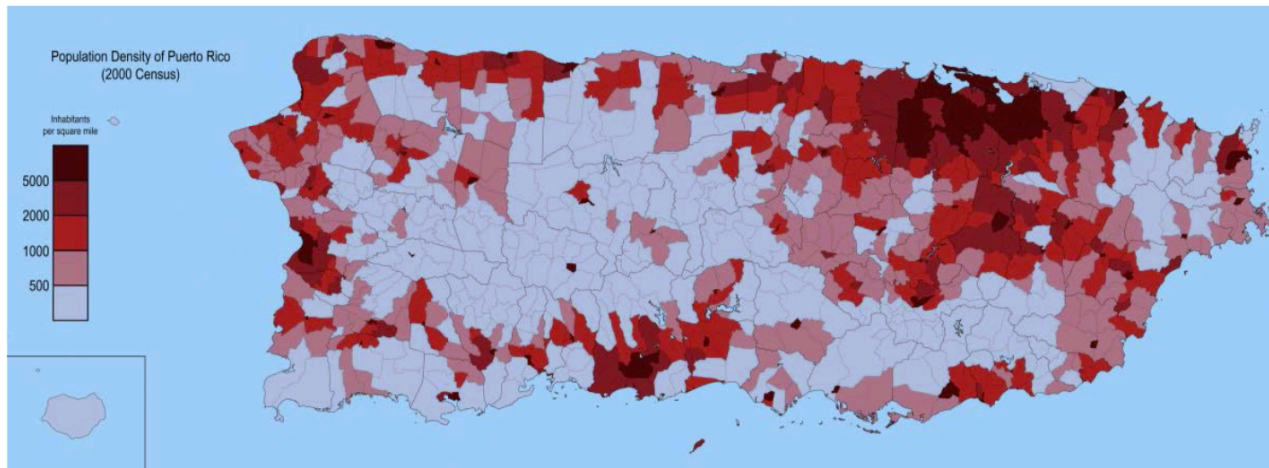 Population Density of Puerto Rico
(2000 Census)
Inhabitants
per square mile
5000
2000
1000
500